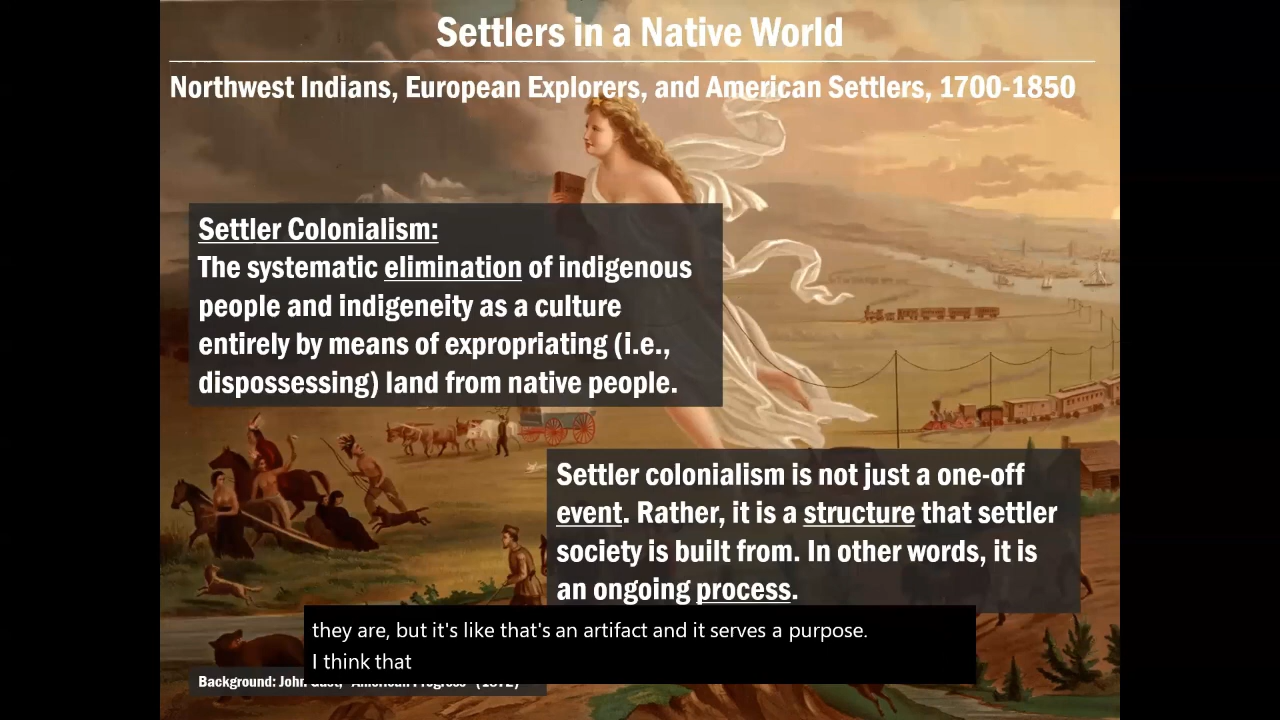 Settlers in a Native World
Northwest Indians, European Explorers, and American Settlers, 1700-1850
Settler Colonialism:
The systematic elimination of indigenous
people and indigeneity as a culture
entirely by means of expropriating (i.e.,
dispossessing) land from native people.
Settler colonialism is not just a one-off
event. Rather, it is a structure that settler
society is built from. In other words, it is
an ongoing process.
they are, but it's like that's an artifact and it serves a purpose.
I think that
Background: John Gast, "American Progress" (1872)